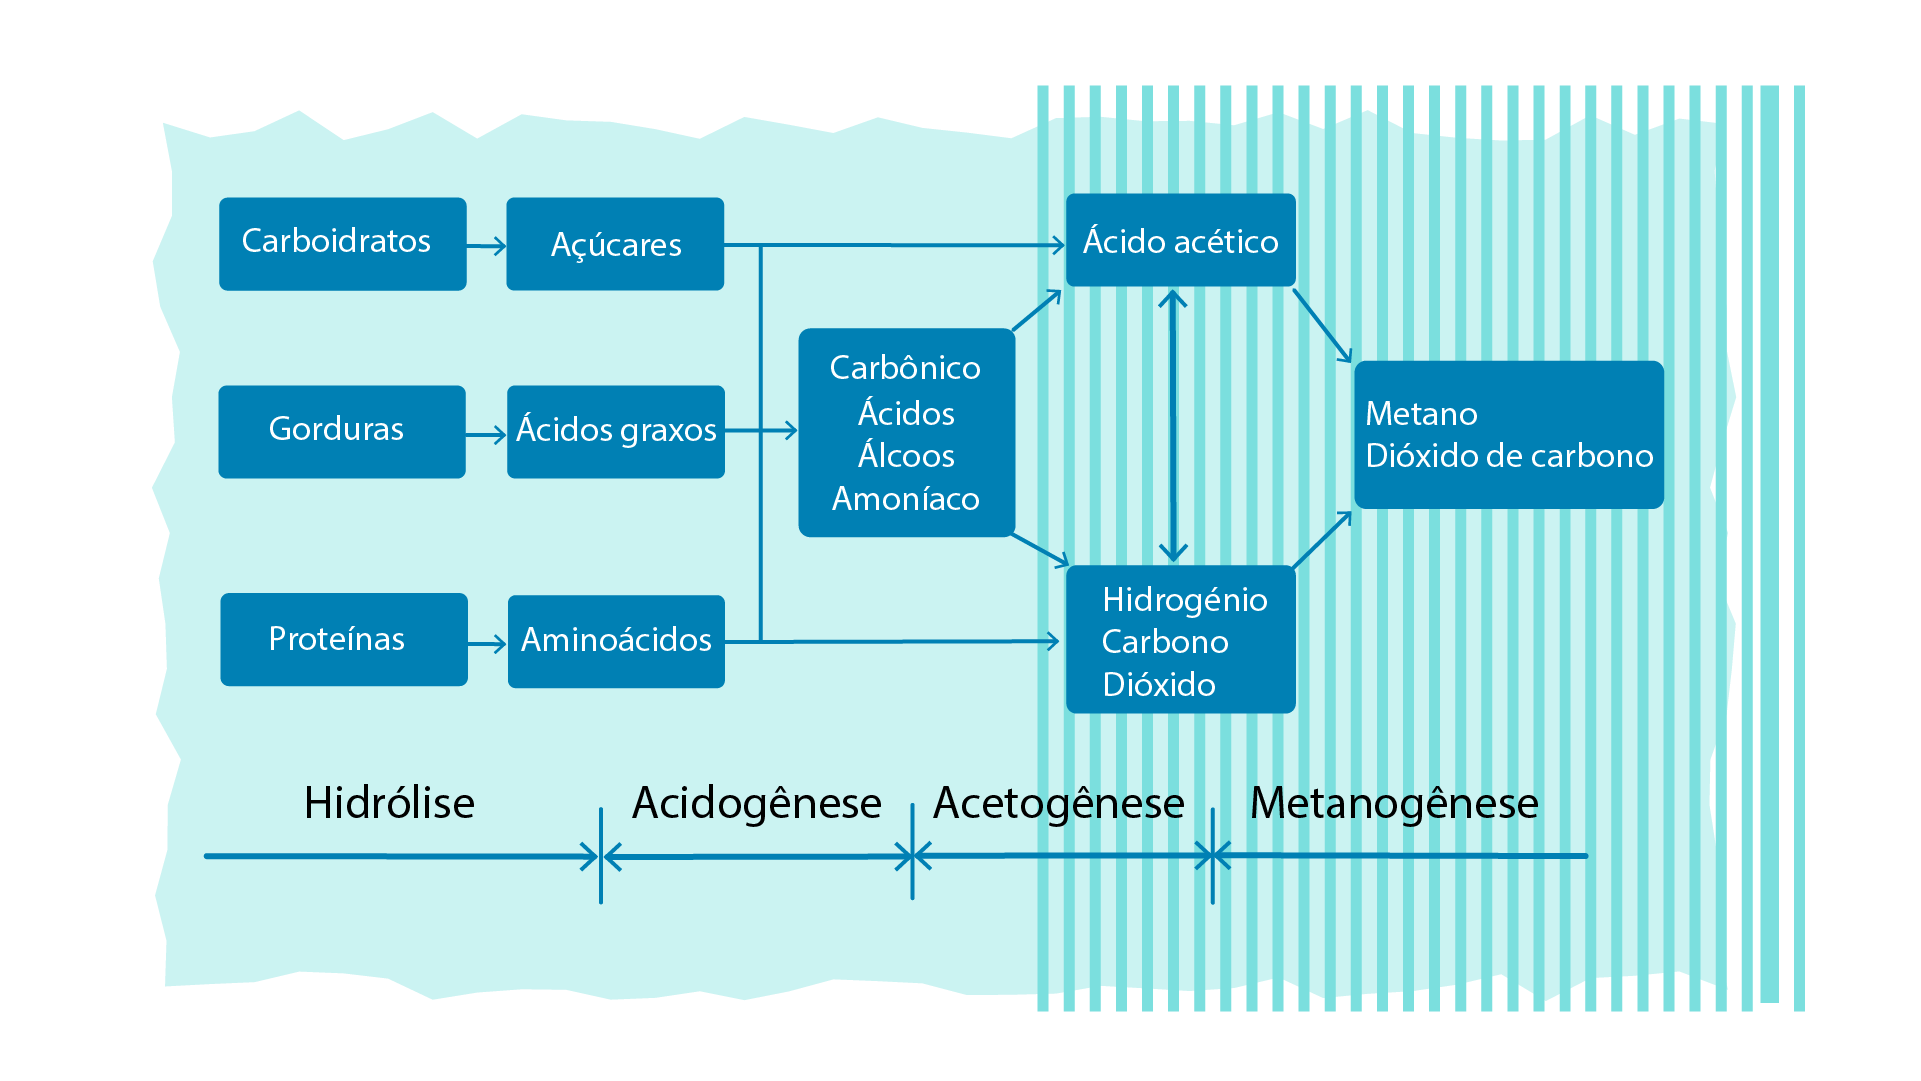 Carboidratos
Açúcares
Ácido acético
Gorduras
Ácidos graxos
Carbônico
Ácidos
Álcoos
Amoníaco
Metano
Dióxido de carbono
Proteínas
Aminoácidos
Hidrogénio
Carbono
Dióxido
Hidrólise
Acidogênese
Acetogênese
Metanogênese